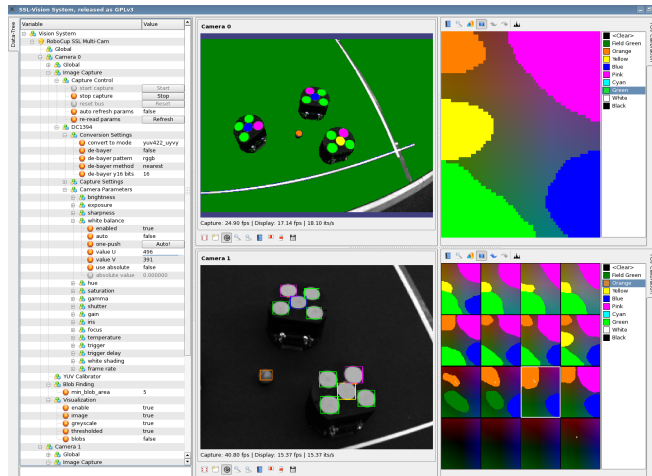 SSL-Vision System, released as GPLv3
Data-Tree
Variable Value
Vision System
RoboCup SSL Multi-Cam
Global
Camera 0
Global
Image Capture
Capture Control
start capture Start
stop capture Stop
reset bus Reset
auto refresh params false
re-read params Refresh
DC1394
Conversion Settings
convert to mode yuv422_uyvy
de-bayer false
de-bayer pattern rggb
de-bayer method nearest
de-bayer y16 bits 16
Capture Settings
Camera Parameters
brightness
exposure
sharpness
white balance
enabled true
auto false
one-push Auto!
value U 496
value V 391
use absolute false
absolute value 0.000000
hue
saturation
gamma
shutter
gain
iris
focus
temperature
trigger
trigger delay
white shading
frame rate
YUV Calibrator
Blob Finding
min_blob_area 5
Visualization
enable true
image true
greyscale true
thresholded true
blobs false
Camera 1
Global
Image Capture
Camera 0
Capture: 24.90 fps | Display: 17.14 fps | 18.10 its/s
Camera 1
Capture: 40.80 fps | Display: 15.37 fps | 15.37 its/s
<Clear>
Field Green
Orange
Yellow
Blue
Pink
Cyan
Green
White
Black
<Clear>
Field Green
Orange
Yellow
Blue
Pink
Cyan
Green
White
Black